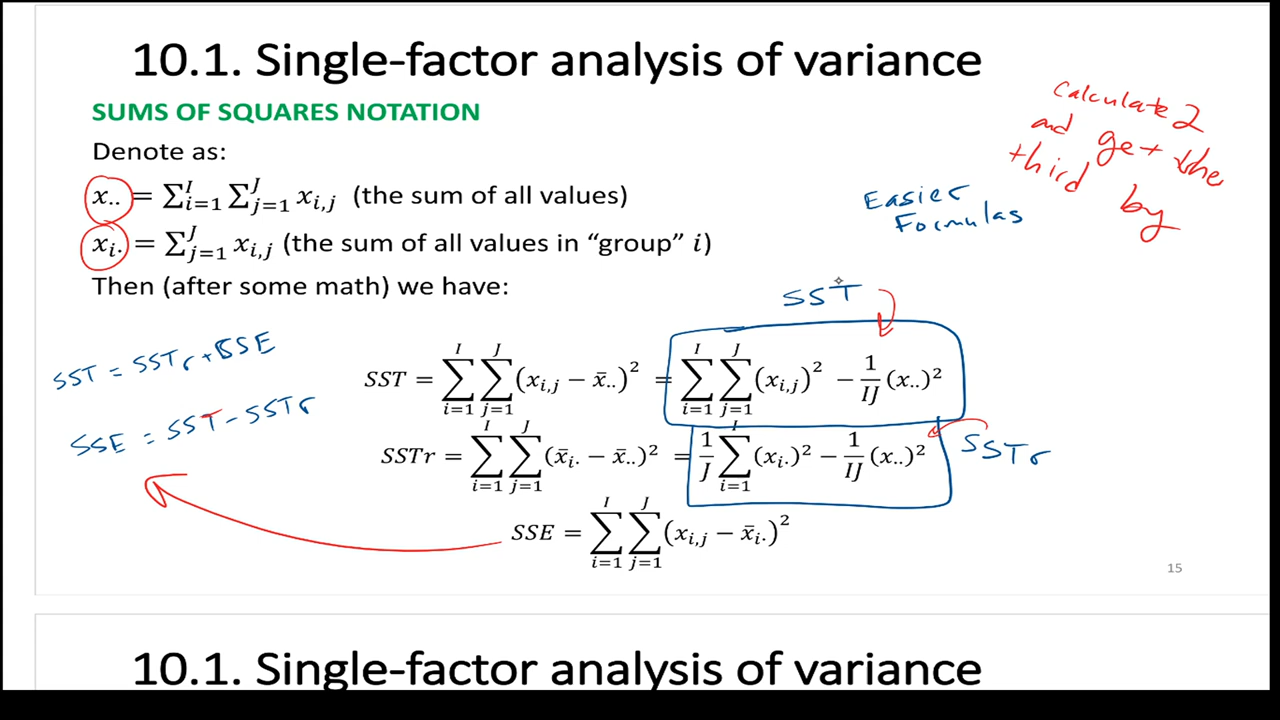 10.1. Single-factor analysis of variance
SUMS OF SQUARES NOTATION
Calculate 2
and get the
third by
Denote as:
x.. = ∑_{i=1}^{I} ∑_{j=1}^{J} x_{i,j} (the sum of all values)
Easier
Formulas
x_i. = ∑_{j=1}^{J} x_{i,j} (the sum of all values in “group” i)
Then (after some math) we have:
SST
SST = SSTr + SSE
SST = ∑_{i=1}^{I} ∑_{j=1}^{J} (x_{i,j} − x̄..)² = ∑_{i=1}^{I} ∑_{j=1}^{J} (x_{i,j})² − 1/IJ (x..)²
SSE = SST − SSTr
SSTr = ∑_{i=1}^{I} ∑_{j=1}^{J} (x̄_i. − x̄..)² = 1/J ∑_{i=1}^{I} (x_i.)² − 1/IJ (x..)²
SSTr
SSE = ∑_{i=1}^{I} ∑_{j=1}^{J} (x_{i,j} − x̄_i.)²
15
10.1. Single-factor analysis of variance